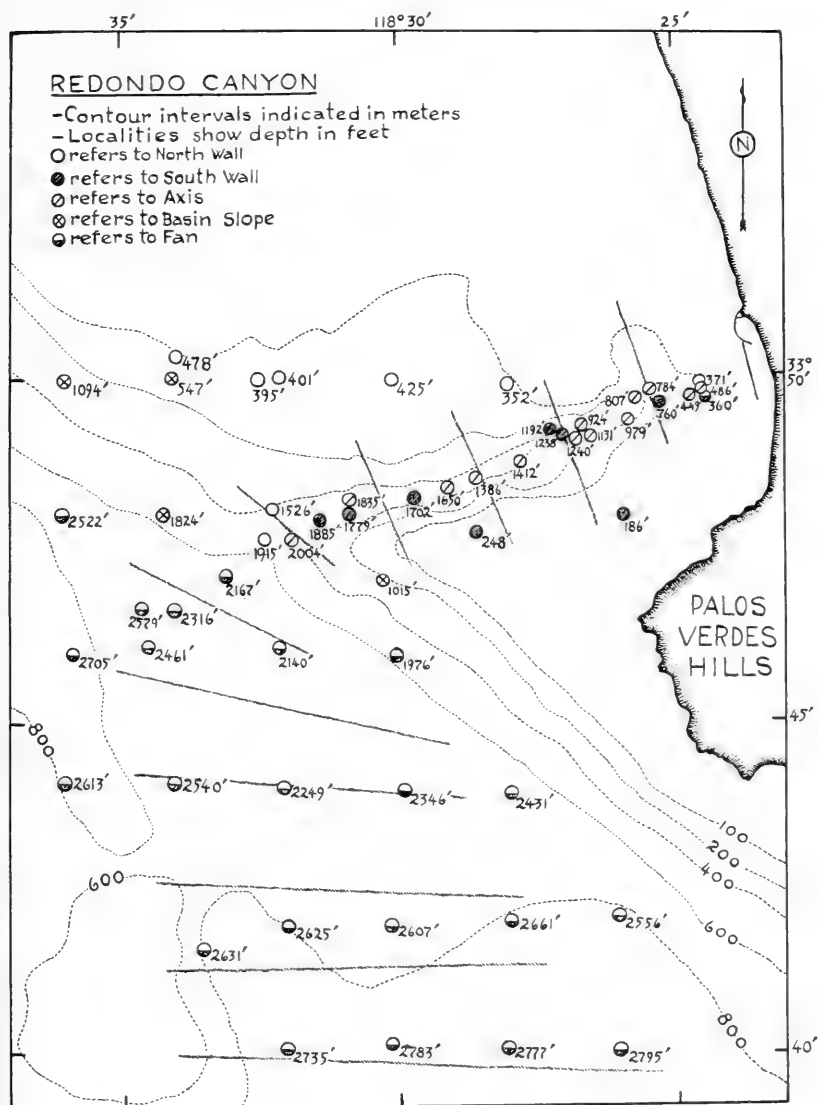 35′ 118°30′ 25′
REDONDO CANYON
-Contour intervals indicated in meters
-Localities show depth in feet
refers to North Wall
refers to South Wall
refers to Axis
refers to Basin Slope
refers to Fan
N
33°
50′
478′
1094′ 547′ 395′ 401′ 425′ 352′
807′ 784′ 760′ 449′ 371′ 486′ 360′
1192′ 1238′ 924′ 1240′ 1131′ 979′
1412′
1386′
1650′
1702′
248′
186′
2522′ 1824′ 1526′ 1835′ 1885′ 1779′
1915′ 2004′
2167′ 1015′
2579′ 2316′
2705′ 2461′ 2140′ 1976′
PALOS
VERDES
HILLS
45′
800
2613′ 2540′ 2249′ 2346′ 2431′
100
200
400
600
800
600
2631′ 2625′ 2607′ 2661′ 2556′
2735′ 2783′ 2777′ 2795′
40′